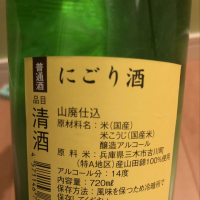 普通酒
にごり酒
品目
清酒
山廃仕込
原材料名:米(国産)
米こうじ(国産米)
醸造アルコール
原料米:兵庫県三木市吉川町
(特A地区)産山田錦100%使用
アルコール分:14度
内容量:720ml
保存方法:風味を保つため冷暗所で